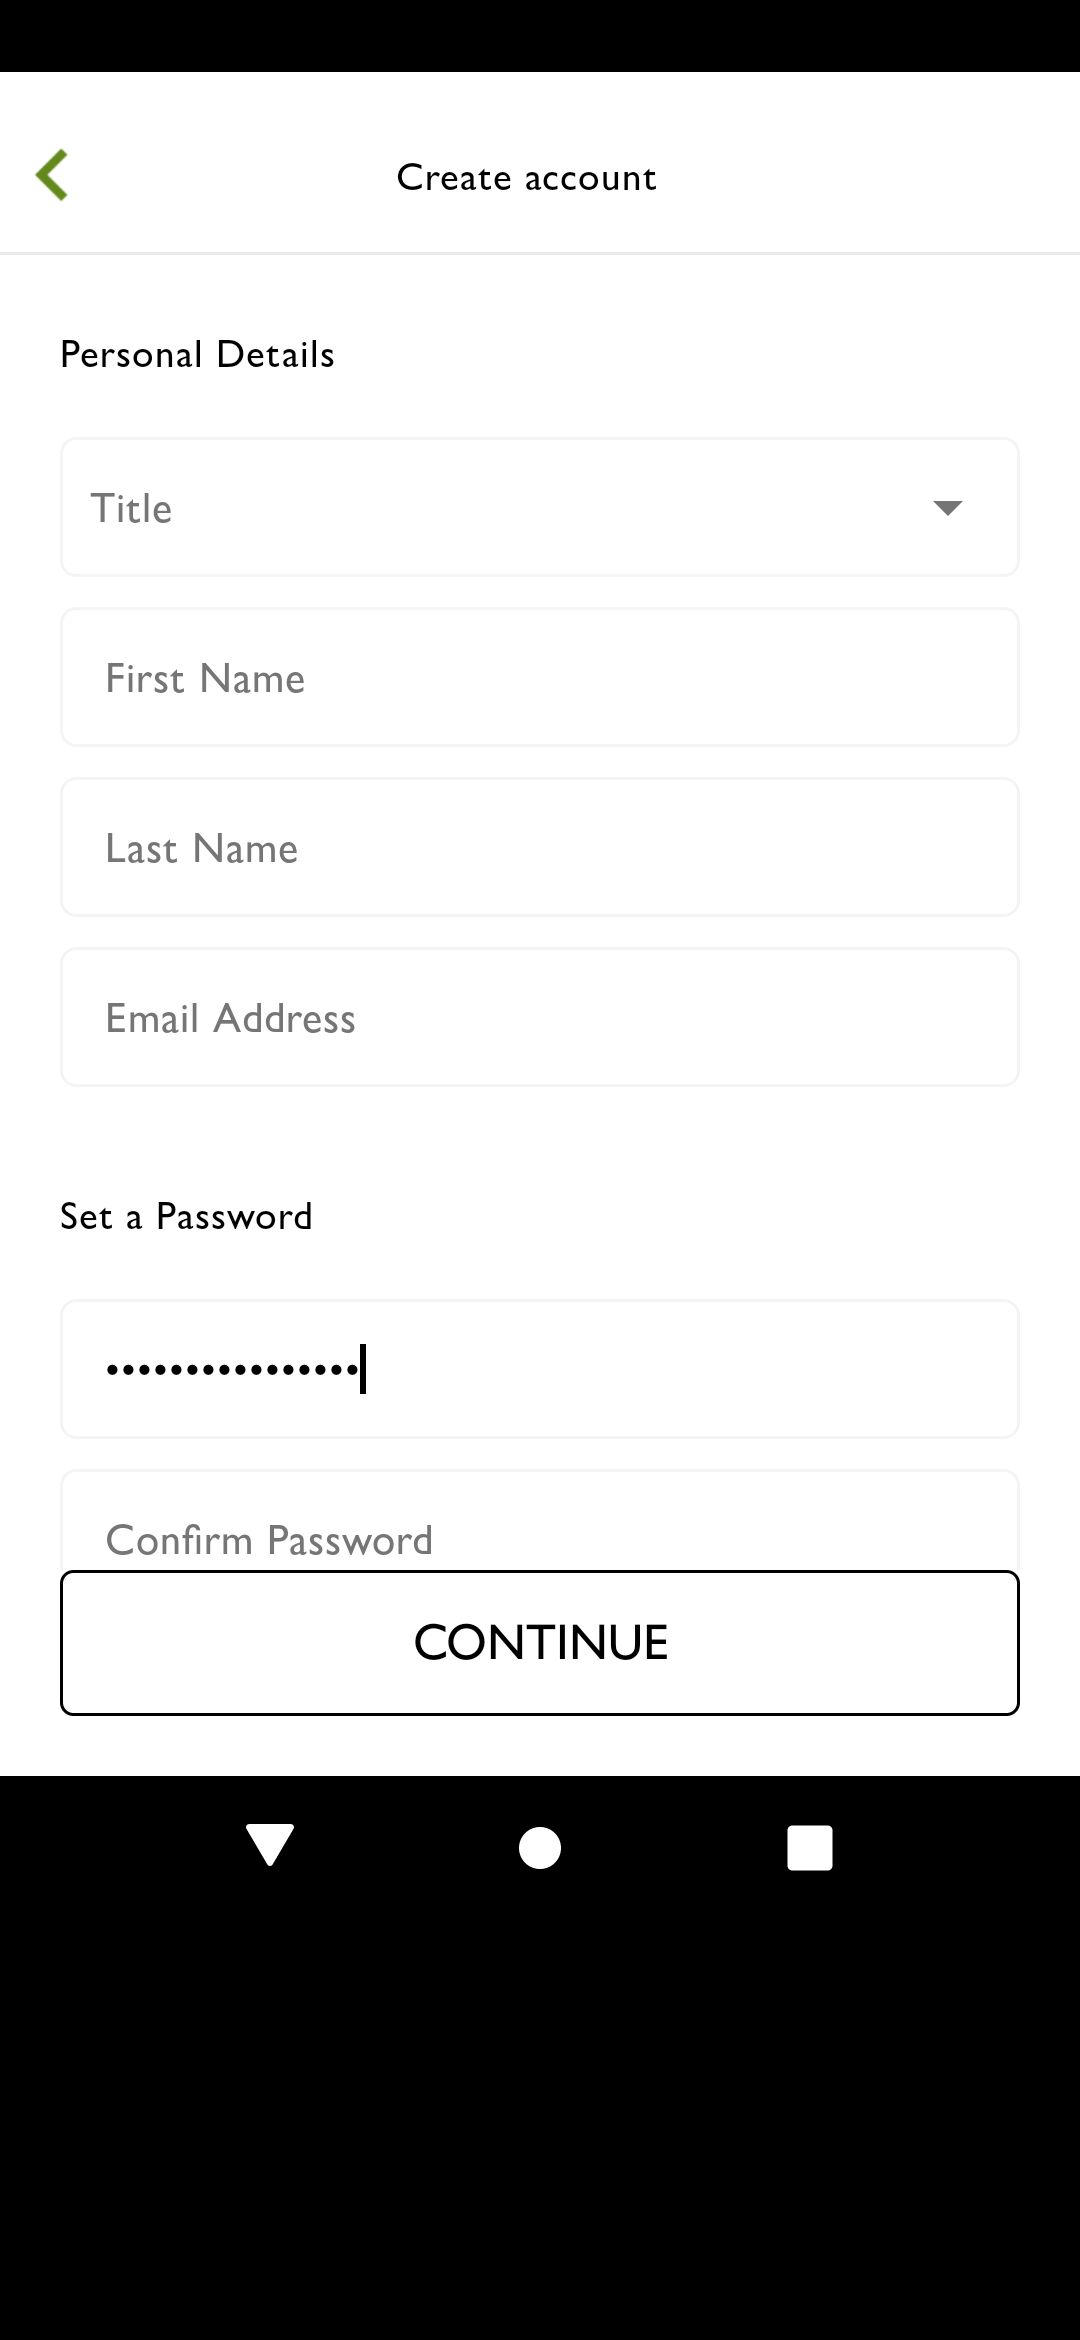 Create account
Personal Details
Title
First Name
Last Name
Email Address
Set a Password
••••••••••••••••
Confirm Password
CONTINUE